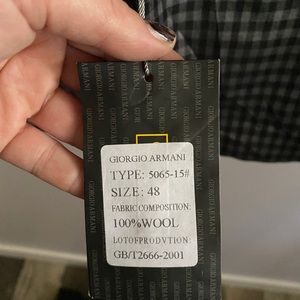 GIORGIO ARMANI
TYPE: 5065-15#
SIZE: 48
FABRIC COMPOSITION:
100%WOOL
LOTOFPRODVTION:
GB/T2666-2001